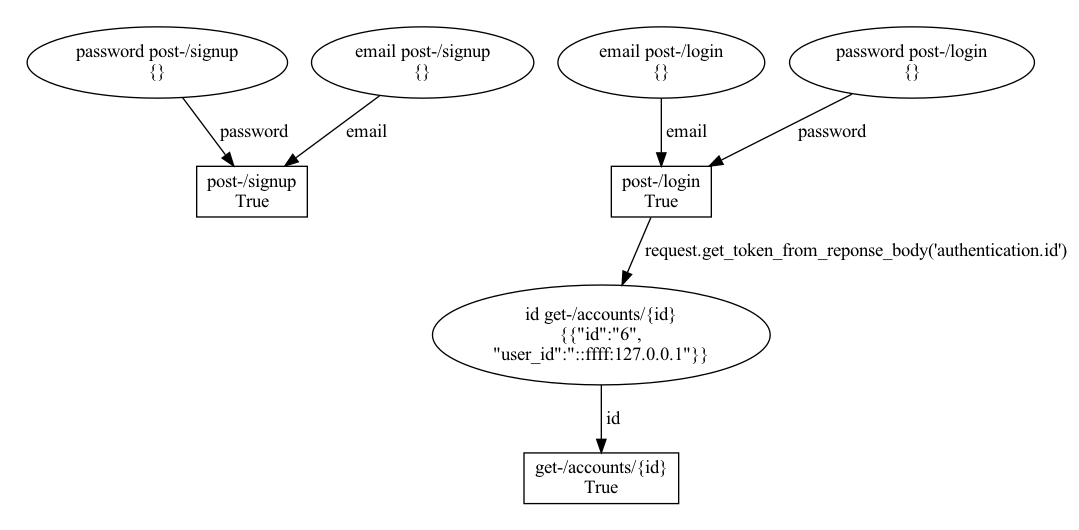 password post-/signup
{}
email post-/signup
{}
email post-/login
{}
password post-/login
{}
password
email
email
password
post-/signup
True
post-/login
True
request.get_token_from_reponse_body('authentication.id')
id get-/accounts/{id}
{{"id":"6",
"user_id":"::ffff:127.0.0.1"}}
id
get-/accounts/{id}
True